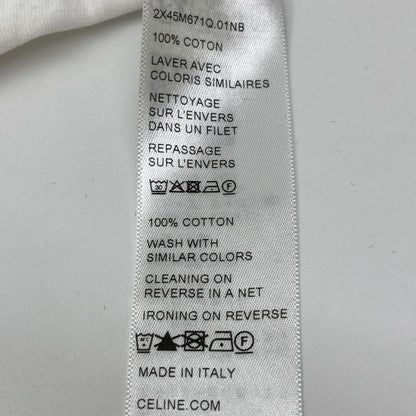 2X45M671Q.01NB
100% COTON
LAVER AVEC
COLORIS SIMILAIRES
NETTOYAGE
SUR L'ENVERS
DANS UN FILET
REPASSAGE
SUR L'ENVERS
30 F
100% COTTON
WASH WITH
SIMILAR COLORS
CLEANING ON
REVERSE IN A NET
IRONING ON REVERSE
F
MADE IN ITALY
CELINE.COM